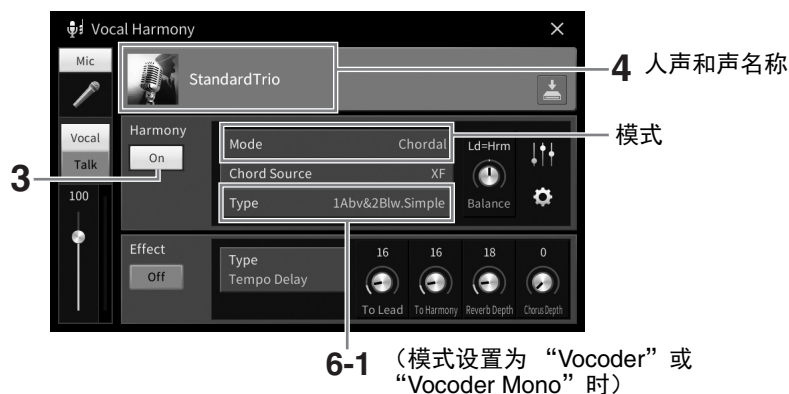 Vocal Harmony
Mic
StandardTrio
4 人声和声名称
Vocal
Talk
Harmony
On
Mode Chordal
模式
Chord Source XF
Type 1Abv&2Blw.Simple
Ld=Hrm
Balance
3
100
Effect
Off
Type
Tempo Delay
16 16 18 0
To Lead To Harmony Reverb Depth Chorus Depth
6-1 （模式设置为 “Vocoder”或
“Vocoder Mono”时）